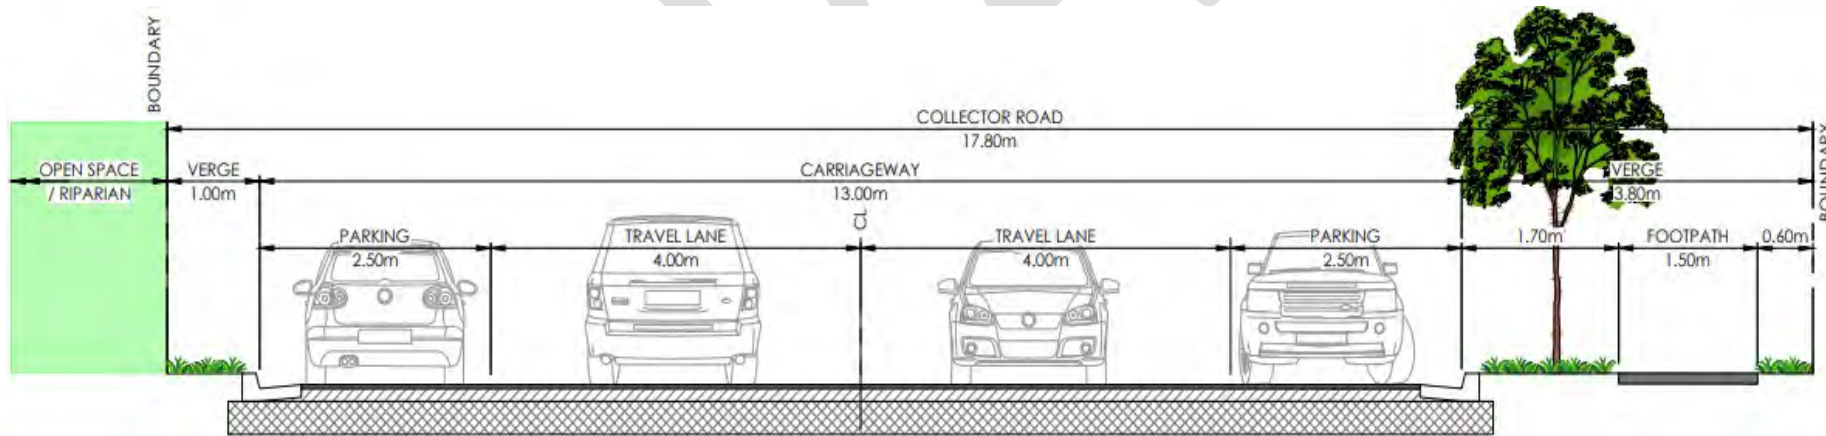 BOUNDARY
COLLECTOR ROAD
17.80m
OPEN SPACE
/ RIPARIAN
VERGE
1.00m
CARRIAGEWAY
13.00m
VERGE
3.80m
BOUNDARY
CL
PARKING
2.50m
TRAVEL LANE
4.00m
TRAVEL LANE
4.00m
PARKING
2.50m
1.70m
FOOTPATH
1.50m
0.60m